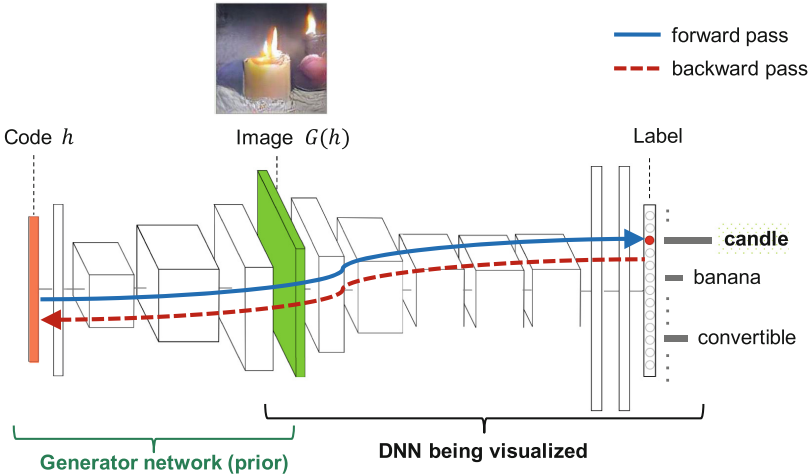 forward pass
backward pass
Code h
Image G(h)
Label
candle
banana
convertible
DNN being visualized
Generator network (prior)